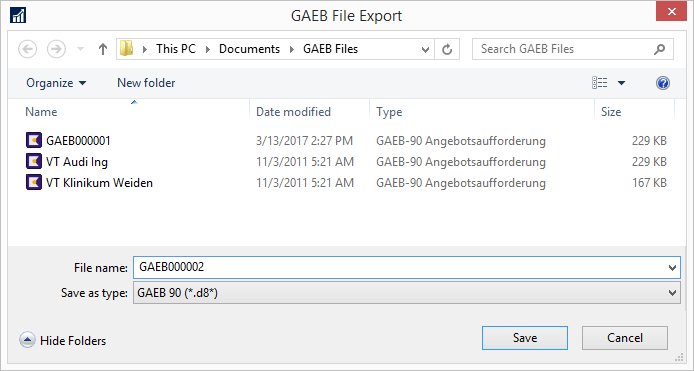 GAEB File Export
This PC Documents GAEB Files Search GAEB Files
Organize New folder
Name Date modified Type Size
GAEB000001 3/13/2017 2:27 PM GAEB-90 Angebotsaufforderung 229 KB
VT Audi Ing 11/3/2011 5:21 AM GAEB-90 Angebotsaufforderung 229 KB
VT Klinikum Weiden 11/3/2011 5:21 AM GAEB-90 Angebotsaufforderung 167 KB
File name: GAEB000002
Save as type: GAEB 90 (*.d8*)
Hide Folders Save Cancel